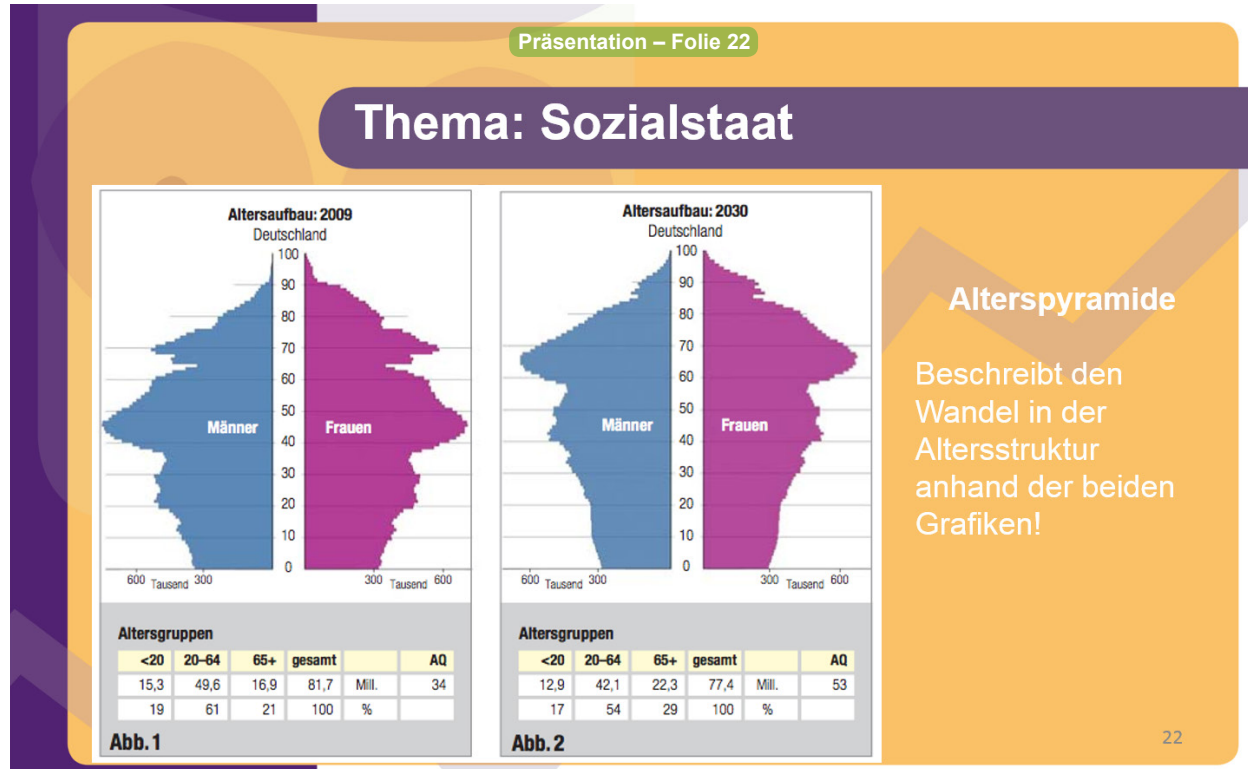 Präsentation – Folie 22
Thema: Sozialstaat
Altersaufbau: 2009
Deutschland
100
90
80
70
60
50
40
30
20
10
0
Männer
Frauen
600 Tausend 300
300 Tausend 600
Altersgruppen
<20 20–64 65+ gesamt AQ
15,3 49,6 16,9 81,7 Mill. 34
19 61 21 100 %
Abb. 1
Altersaufbau: 2030
Deutschland
100
90
80
70
60
50
40
30
20
10
0
Männer
Frauen
600 Tausend 300
300 Tausend 600
Altersgruppen
<20 20–64 65+ gesamt AQ
12,9 42,1 22,3 77,4 Mill. 53
17 54 29 100 %
Abb. 2
Alterspyramide
Beschreibt den
Wandel in der
Altersstruktur
anhand der beiden
Grafiken!
22